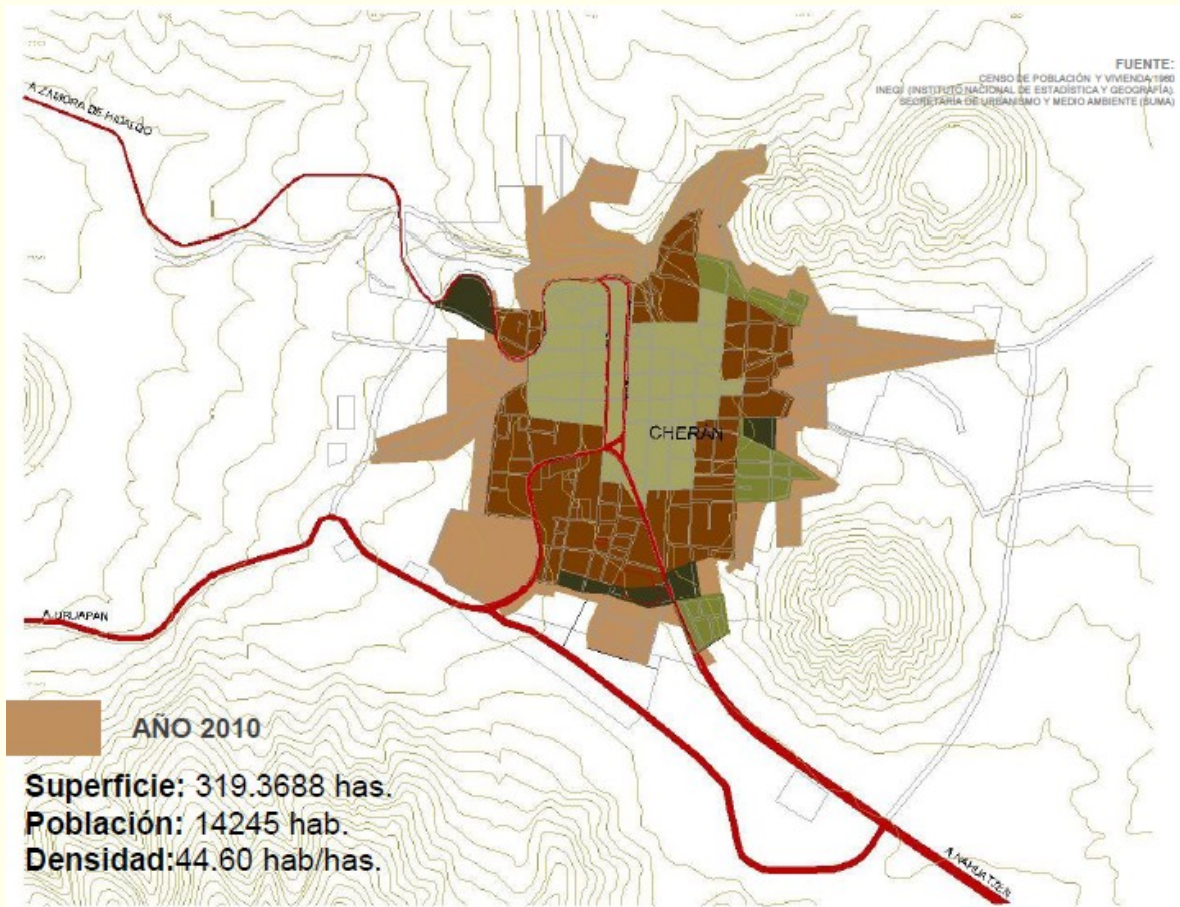 FUENTE:
CENSO DE POBLACIÓN Y VIVIENDA/1980
INEGI (INSTITUTO NACIONAL DE ESTADÍSTICA Y GEOGRAFÍA).
SECRETARÍA DE URBANISMO Y MEDIO AMBIENTE (SUMA)
A ZAMORA DE HIDALGO
CHERÁN
A URUAPAN
AÑO 2010
Superficie: 319.3688 has.
Población: 14245 hab.
Densidad:44.60 hab/has.
A NAHUATZEN